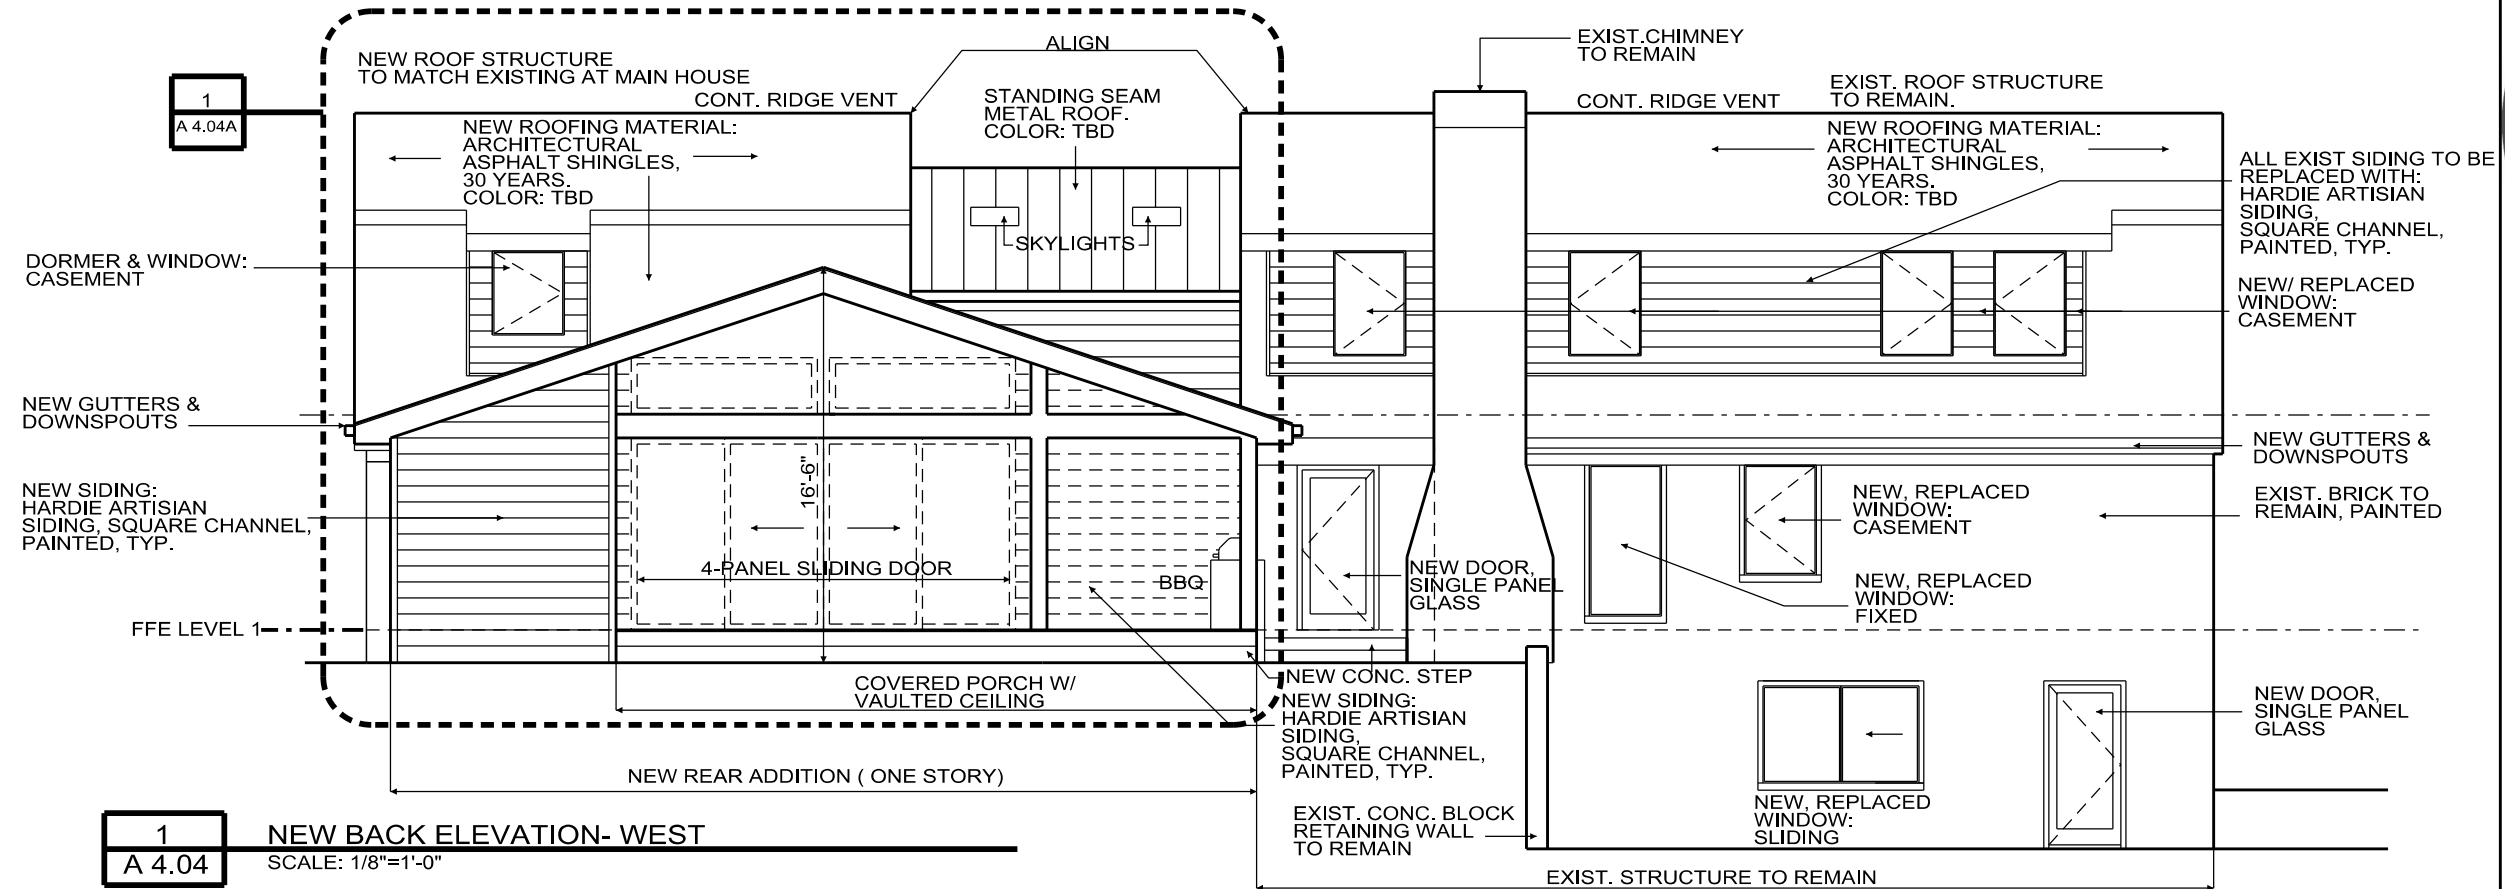 NEW ROOF STRUCTURE
TO MATCH EXISTING AT MAIN HOUSE
ALIGN
EXIST.CHIMNEY
TO REMAIN
1
A 4.04A
CONT. RIDGE VENT
STANDING SEAM
METAL ROOF.
COLOR: TBD
CONT. RIDGE VENT
EXIST. ROOF STRUCTURE
TO REMAIN.
NEW ROOFING MATERIAL:
ARCHITECTURAL
ASPHALT SHINGLES,
30 YEARS.
COLOR: TBD
NEW ROOFING MATERIAL:
ARCHITECTURAL
ASPHALT SHINGLES,
30 YEARS.
COLOR: TBD
ALL EXIST SIDING TO BE
REPLACED WITH:
HARDIE ARTISIAN
SIDING,
SQUARE CHANNEL,
PAINTED, TYP.
DORMER & WINDOW:
CASEMENT
SKYLIGHTS
NEW/ REPLACED
WINDOW:
CASEMENT
NEW GUTTERS &
DOWNSPOUTS
NEW GUTTERS &
DOWNSPOUTS
NEW SIDING:
HARDIE ARTISIAN
SIDING, SQUARE CHANNEL,
PAINTED, TYP.
16'-6"
4-PANEL SLIDING DOOR
BBQ
NEW DOOR,
SINGLE PANEL
GLASS
NEW, REPLACED
WINDOW:
CASEMENT
NEW, REPLACED
WINDOW:
FIXED
EXIST. BRICK TO
REMAIN, PAINTED
FFE LEVEL 1
COVERED PORCH W/
VAULTED CEILING
NEW CONC. STEP
NEW SIDING:
HARDIE ARTISIAN
SIDING,
SQUARE CHANNEL,
PAINTED, TYP.
NEW DOOR,
SINGLE PANEL
GLASS
NEW REAR ADDITION ( ONE STORY)
EXIST. CONC. BLOCK
RETAINING WALL
TO REMAIN
NEW, REPLACED
WINDOW:
SLIDING
1
A 4.04
NEW BACK ELEVATION- WEST
SCALE: 1/8"=1'-0"
EXIST. STRUCTURE TO REMAIN